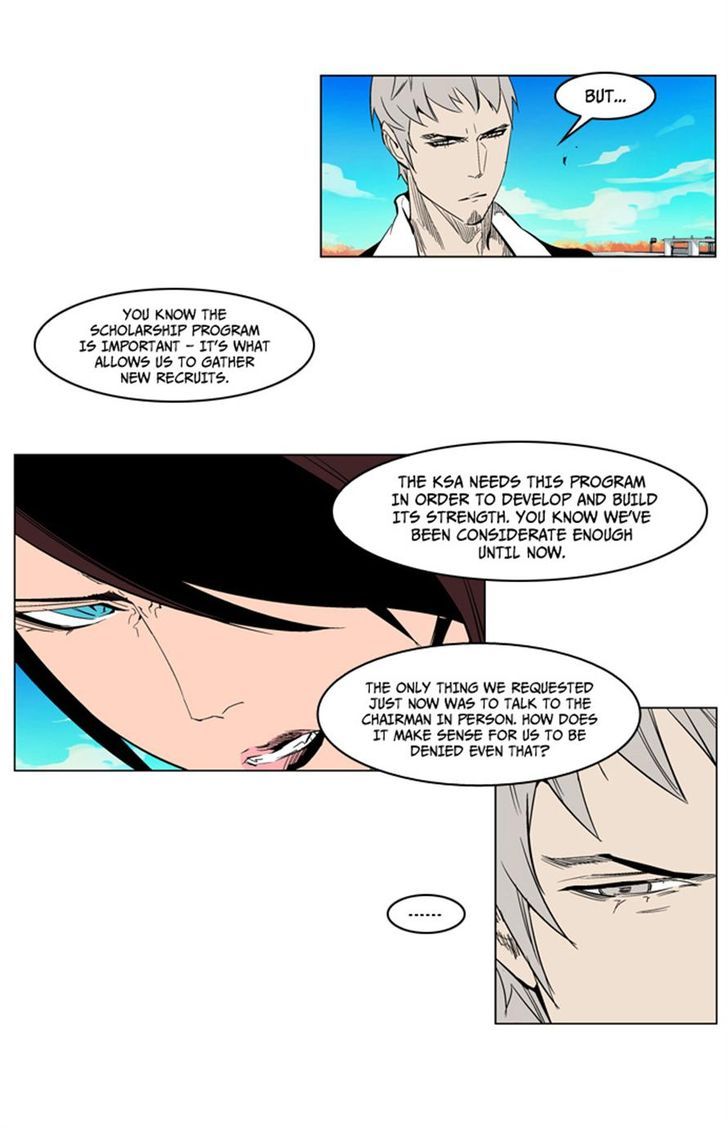 BUT...
YOU KNOW THE
SCHOLARSHIP PROGRAM
IS IMPORTANT – IT'S WHAT
ALLOWS US TO GATHER
NEW RECRUITS.
THE KSA NEEDS THIS PROGRAM
IN ORDER TO DEVELOP AND BUILD
ITS STRENGTH. YOU KNOW WE'VE
BEEN CONSIDERATE ENOUGH
UNTIL NOW.
THE ONLY THING WE REQUESTED
JUST NOW WAS TO TALK TO THE
CHAIRMAN IN PERSON. HOW DOES
IT MAKE SENSE FOR US TO BE
DENIED EVEN THAT?
......